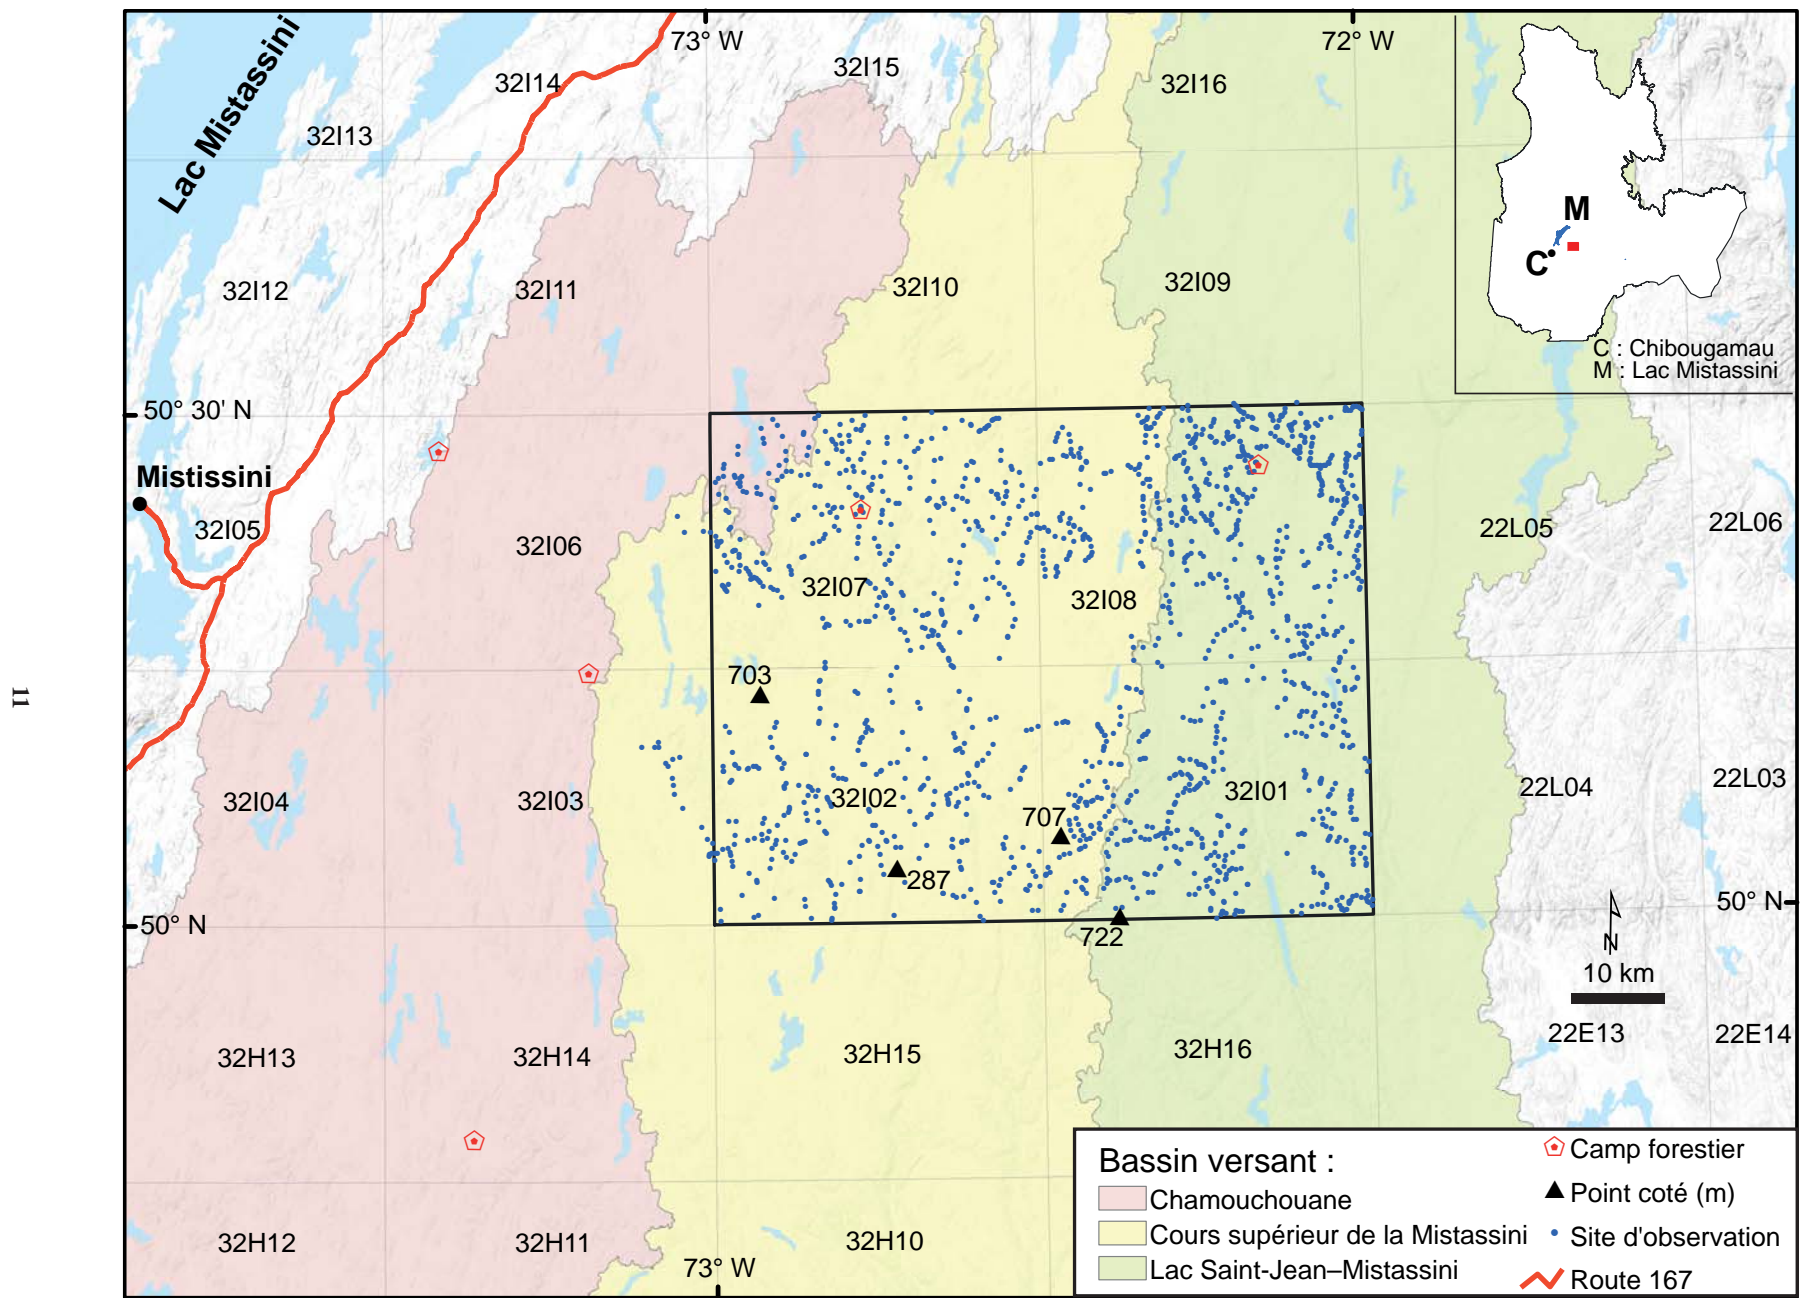 73° W
72° W
32I15
32I14
32I16
Lac Mistassini
32I13
M
C
32I12
32I11
32I10
32I09
C : Chibougamau
M : Lac Mistassini
50° 30' N
Mistissini
32I05
32I06
22L05
22L06
32I07
32I08
703
11
32I04
32I03
32I02
32I01
22L04
22L03
707
287
50° N
50° N
722
N
10 km
32H13
32H14
32H15
32H16
22E13
22E14
32H12
32H11
32H10
73° W
Bassin versant :
Chamouchouane
Cours supérieur de la Mistassini
Lac Saint-Jean–Mistassini
Camp forestier
Point coté (m)
Site d'observation
Route 167